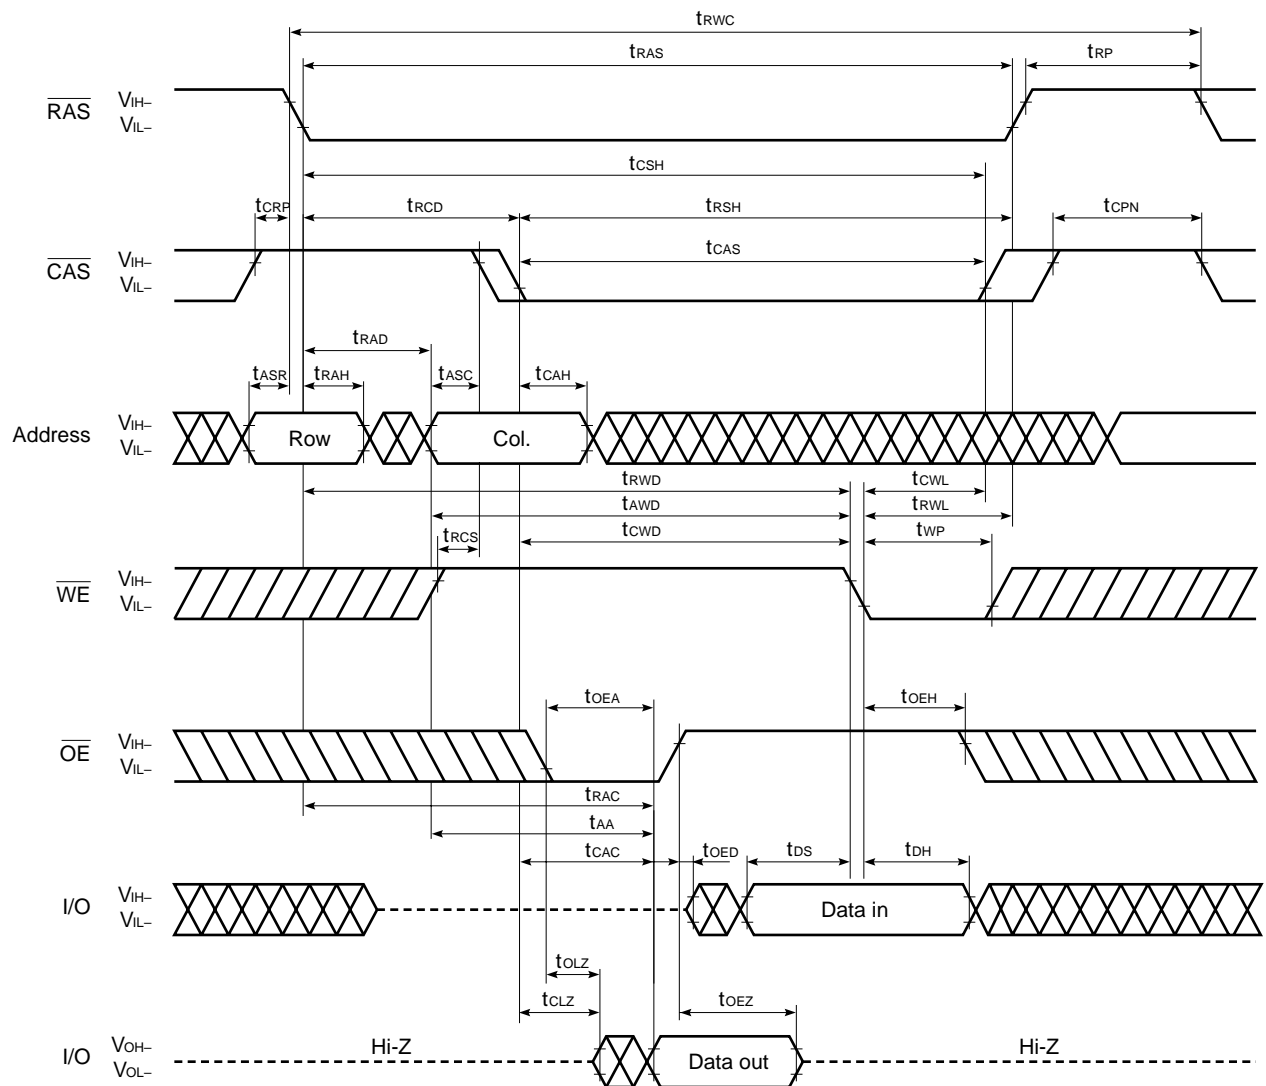 tRWC
tRAS
tRP
RAS
VIH–
VIL–
tCSH
tCRP
tRCD
tRSH
tCPN
CAS
VIH–
VIL–
tCAS
tRAD
tASR
tRAH
tASC
tCAH
Address
VIH–
VIL–
Row
Col.
tRWD
tCWL
tAWD
tRWL
tRCS
tCWD
tWP
WE
VIH–
VIL–
tOEA
tOEH
OE
VIH–
VIL–
tRAC
tAA
tCAC
tOED
tDS
tDH
I/O
VIH–
VIL–
Data in
tOLZ
tCLZ
tOEZ
I/O
VOH–
VOL–
Hi-Z
Data out
Hi-Z